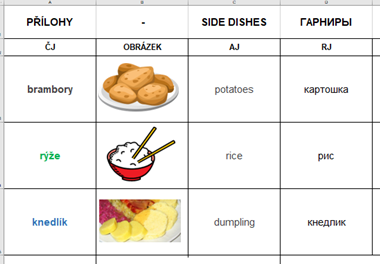 PŘÍLOHY - SIDE DISHES ГАРНИРЫ
ČJ OBRÁZEK AJ RJ
brambory potatoes картошка
rýže rice рис
knedlík dumpling кнедлик